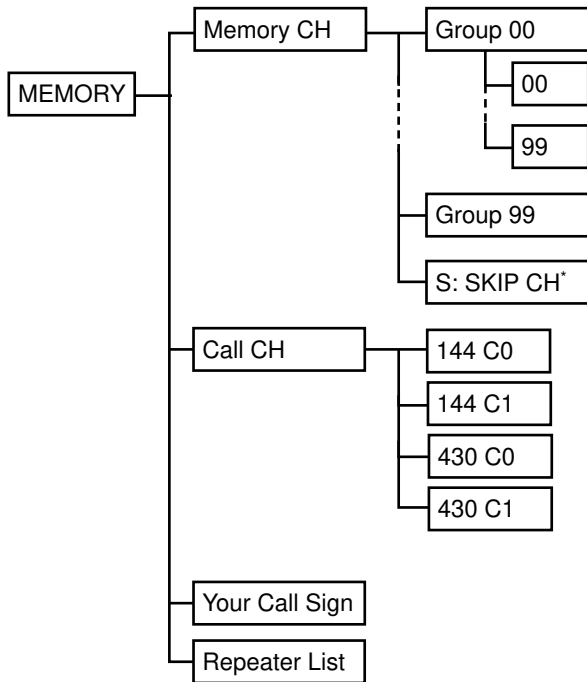 MEMORY
Memory CH
Group 00
00
99
Group 99
S: SKIP CH*
Call CH
144 C0
144 C1
430 C0
430 C1
Your Call Sign
Repeater List